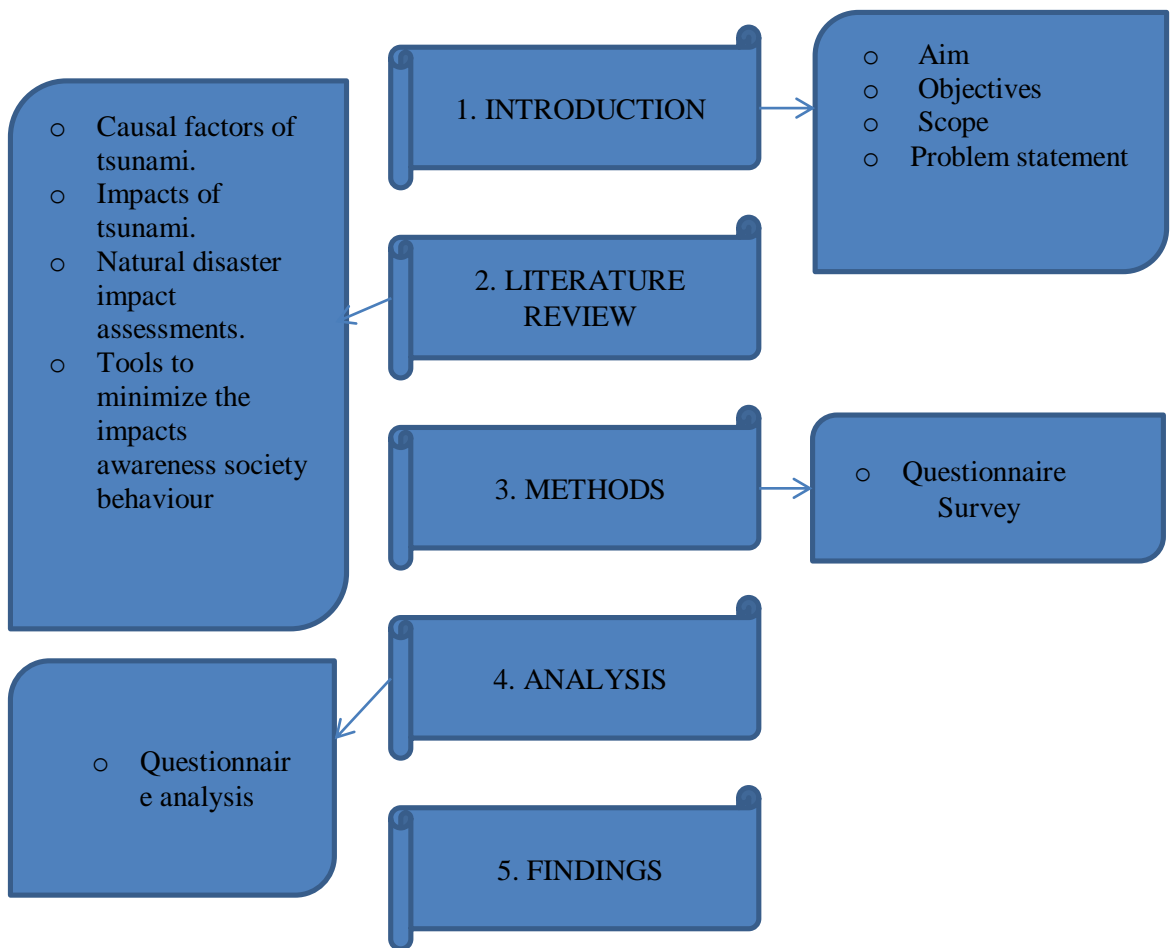 1. INTRODUCTION
o Aim
o Objectives
o Scope
o Problem statement
2. LITERATURE
REVIEW
o Causal factors of
tsunami.
o Impacts of
tsunami.
o Natural disaster
impact
assessments.
o Tools to
minimize the
impacts
awareness society
behaviour
3. METHODS
o Questionnaire
Survey
4. ANALYSIS
o Questionnair
e analysis
5. FINDINGS